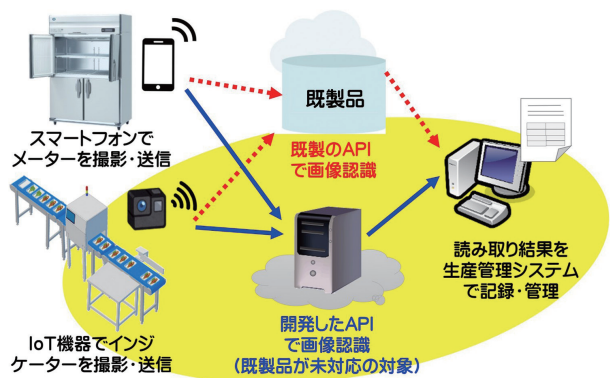 既製品
スマートフォンで
メーターを撮影・送信
既製のAPI
で画像認識
読み取り結果を
生産管理システム
で記録・管理
IoT機器でインジ
ケーターを撮影・送信
開発したAPI
で画像認識
(既製品が未対応の対象)